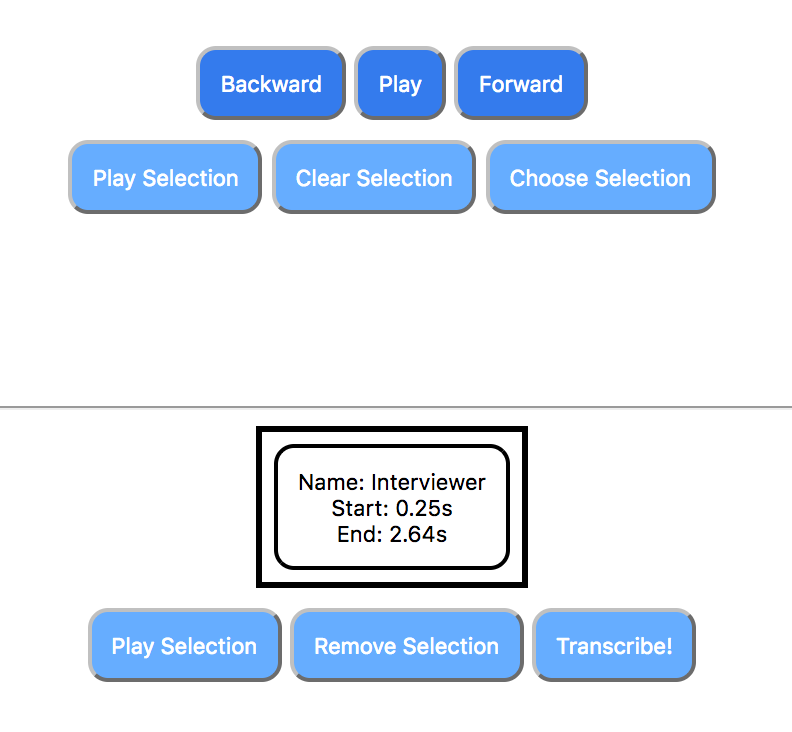 Backward Play Forward
Play Selection Clear Selection Choose Selection
Name: Interviewer
Start: 0.25s
End: 2.64s
Play Selection Remove Selection Transcribe!